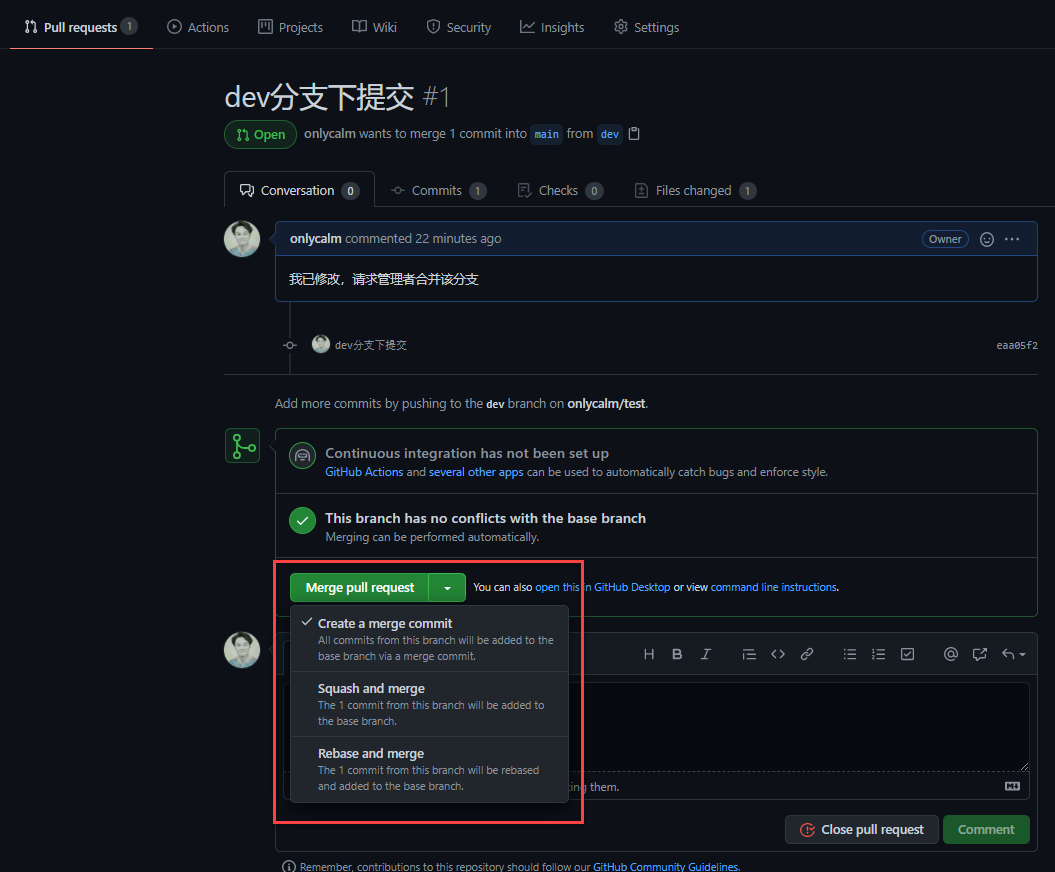 Pull requests 1 Actions Projects Wiki Security Insights Settings
dev分支下提交 #1
Open onlycalm wants to merge 1 commit into main from dev
Conversation 0 Commits 1 Checks 0 Files changed 1
onlycalm commented 22 minutes ago Owner
我已修改，请求管理者合并该分支
dev分支下提交 eaa05f2
Add more commits by pushing to the dev branch on onlycalm/test.
Continuous integration has not been set up
GitHub Actions and several other apps can be used to automatically catch bugs and enforce style.
This branch has no conflicts with the base branch
Merging can be performed automatically.
Merge pull request You can also open this in GitHub Desktop or view command line instructions.
Create a merge commit
All commits from this branch will be added to the
base branch via a merge commit.
Squash and merge
The 1 commit from this branch will be added to
the base branch.
Rebase and merge
The 1 commit from this branch will be rebased
and added to the base branch.
them.
Close pull request Comment
Remember, contributions to this repository should follow our GitHub Community Guidelines.